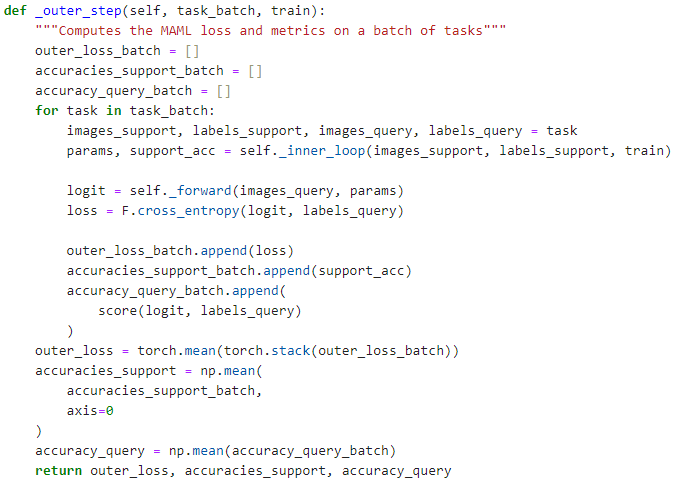 def _outer_step(self, task_batch, train):
    """Computes the MAML loss and metrics on a batch of tasks"""
    outer_loss_batch = []
    accuracies_support_batch = []
    accuracy_query_batch = []
    for task in task_batch:
        images_support, labels_support, images_query, labels_query = task
        params, support_acc = self._inner_loop(images_support, labels_support, train)

        logit = self._forward(images_query, params)
        loss = F.cross_entropy(logit, labels_query)

        outer_loss_batch.append(loss)
        accuracies_support_batch.append(support_acc)
        accuracy_query_batch.append(
            score(logit, labels_query)
        )
    outer_loss = torch.mean(torch.stack(outer_loss_batch))
    accuracies_support = np.mean(
        accuracies_support_batch,
        axis=0
    )
    accuracy_query = np.mean(accuracy_query_batch)
    return outer_loss, accuracies_support, accuracy_query